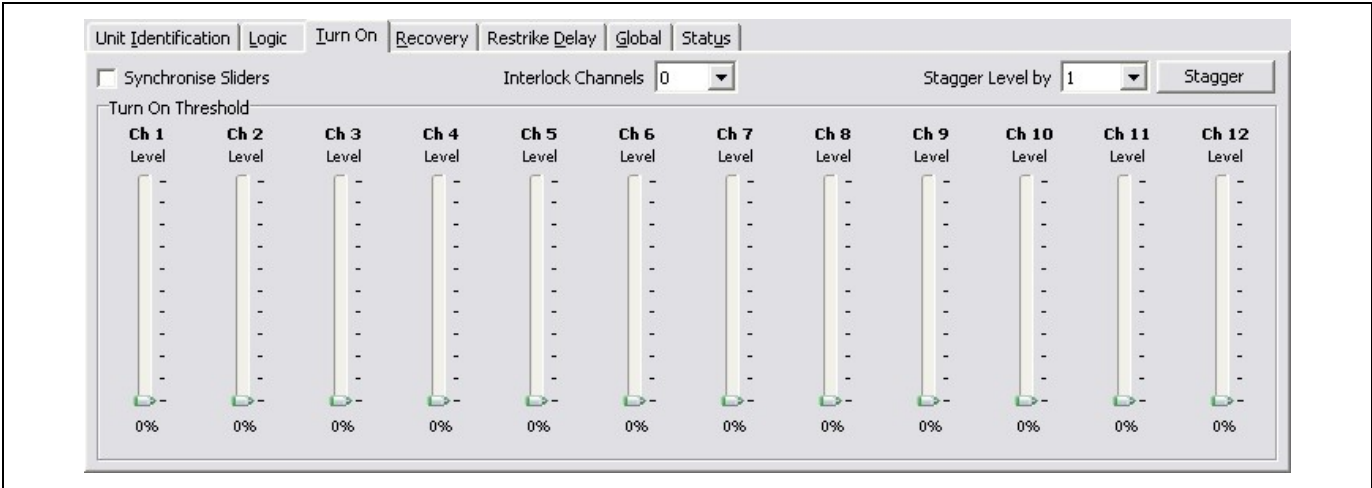 Unit Identification Logic Turn On Recovery Restrike Delay Global Status
Synchronise Sliders Interlock Channels 0 Stagger Level by 1 Stagger
Turn On Threshold
Ch 1 Ch 2 Ch 3 Ch 4 Ch 5 Ch 6 Ch 7 Ch 8 Ch 9 Ch 10 Ch 11 Ch 12
Level Level Level Level Level Level Level Level Level Level Level Level
0% 0% 0% 0% 0% 0% 0% 0% 0% 0% 0% 0%